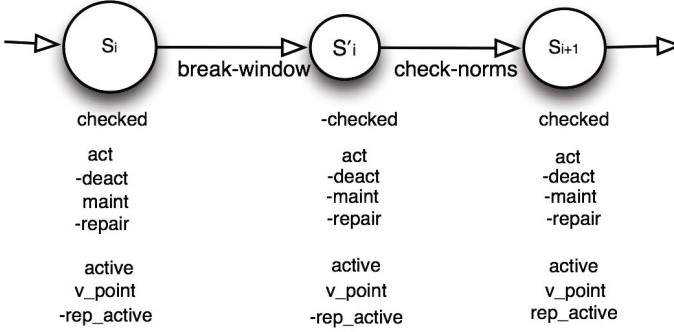 Si S'i Si+1
break-window check-norms
checked -checked checked
act act act
-deact -deact -deact
maint -maint -maint
-repair -repair -repair
active active active
v_point v_point v_point
-rep_active -rep_active rep_active